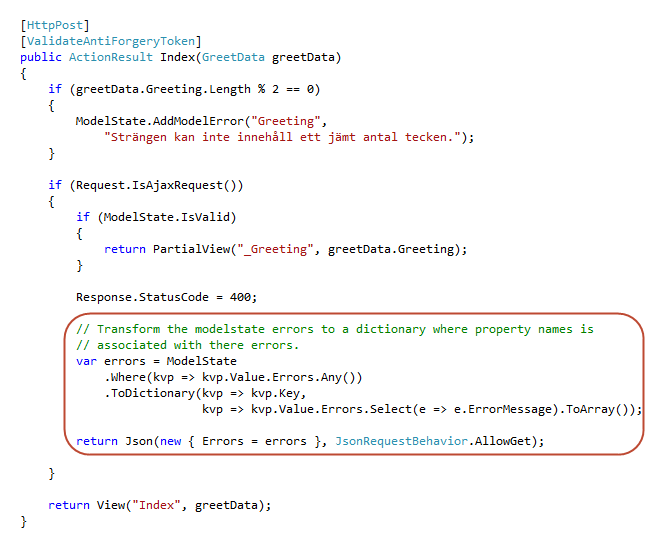 [HttpPost]
[ValidateAntiForgeryToken]
public ActionResult Index(GreetData greetData)
{
    if (greetData.Greeting.Length % 2 == 0)
    {
        ModelState.AddModelError("Greeting",
            "Strängen kan inte innehåll ett jämt antal tecken.");
    }

    if (Request.IsAjaxRequest())
    {
        if (ModelState.IsValid)
        {
            return PartialView("_Greeting", greetData.Greeting);
        }

        Response.StatusCode = 400;

        // Transform the modelstate errors to a dictionary where property names is
        // associated with there errors.
        var errors = ModelState
            .Where(kvp => kvp.Value.Errors.Any())
            .ToDictionary(kvp => kvp.Key,
                          kvp => kvp.Value.Errors.Select(e => e.ErrorMessage).ToArray());

        return Json(new { Errors = errors }, JsonRequestBehavior.AllowGet);

    }

    return View("Index", greetData);
}